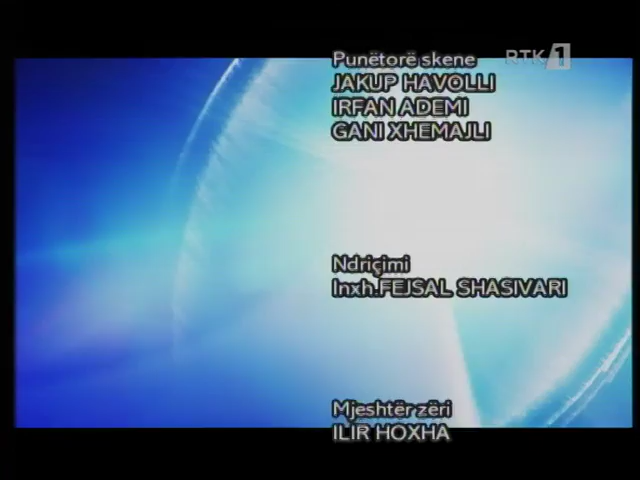 Punëtorë skene
RTK 1
JAKUP HAVOLLI
IRFAN ADEMI
GANI XHEMAJLI
Ndriçimi
Inxh.FEJSAL SHASIVARI
Mjeshtër zëri
ILIR HOXHA